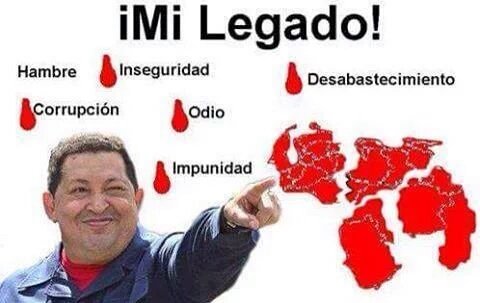 ¡Mi Legado!
Hambre
Inseguridad
Desabastecimiento
Corrupción
Odio
Impunidad